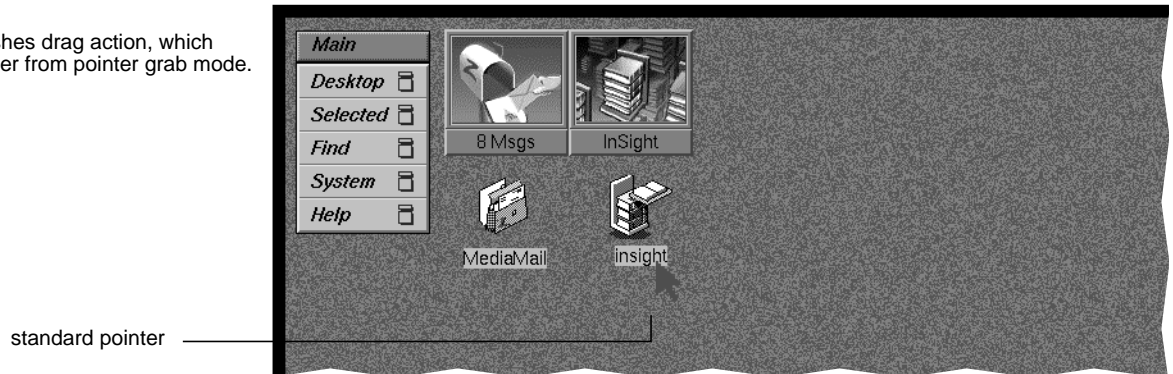 shes drag action, which
er from pointer grab mode.
Main
Desktop
Selected
Find
System
Help
8 Msgs
InSight
MediaMail
insight
standard pointer